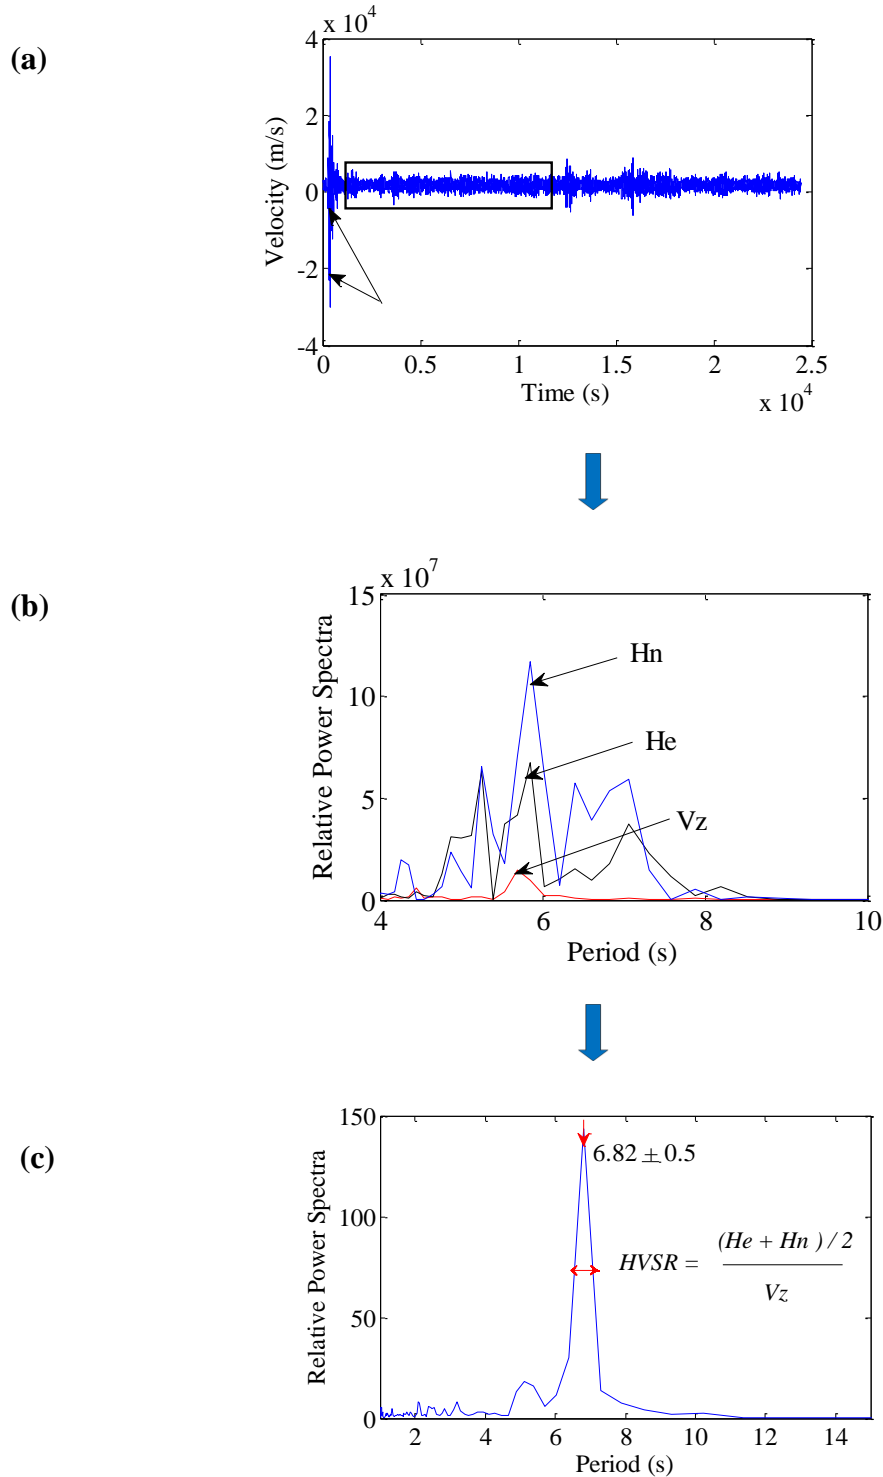 (a)
x 10^4
4
2
0
-2
-4
Velocity (m/s)
0 0.5 1 1.5 2 2.5
Time (s)
x 10^4
(b)
x 10^7
15
10
5
0
Relative Power Spectra
Hn
He
Vz
4 6 8 10
Period (s)
(c)
150
100
50
0
Relative Power Spectra
6.82 ± 0.5
HVSR = (He + Hn ) / 2
Vz
2 4 6 8 10 12 14
Period (s)